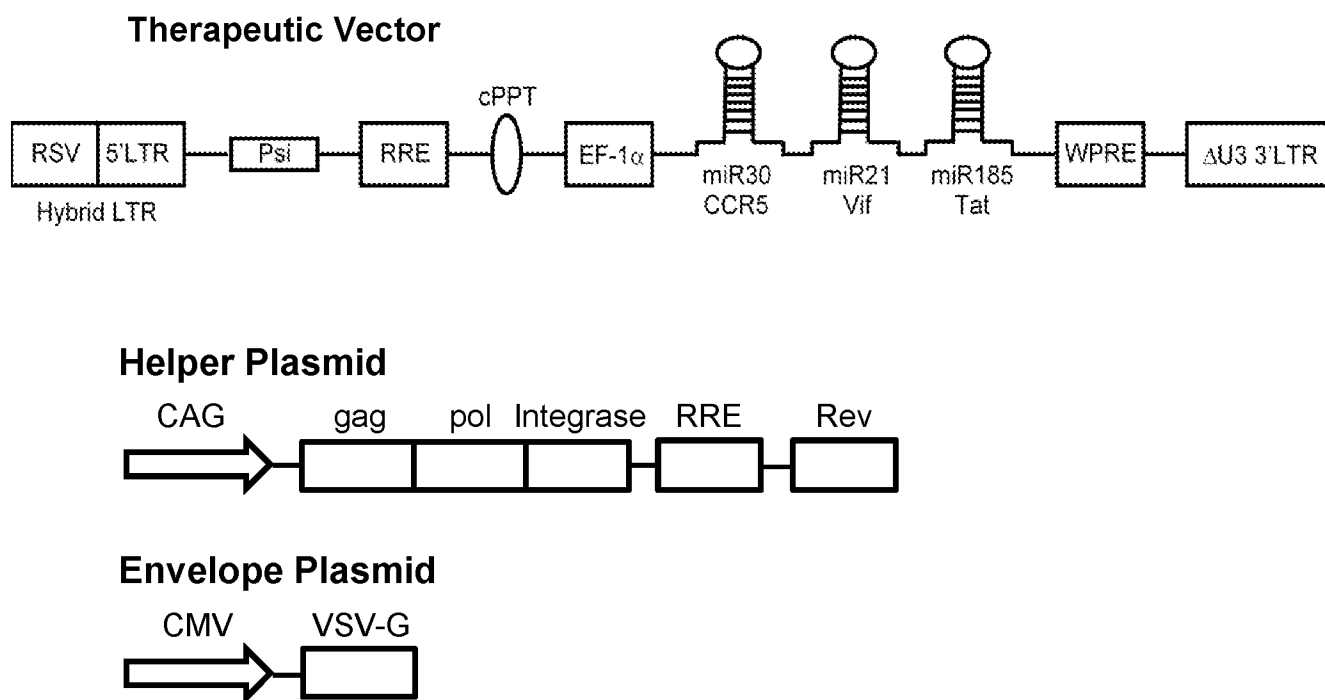 Therapeutic Vector
cPPT
RSV 5'LTR Psi RRE EF-1α WPRE ΔU3 3'LTR
Hybrid LTR
miR30 miR21 miR185
CCR5 Vif Tat
Helper Plasmid
CAG gag pol Integrase RRE Rev
Envelope Plasmid
CMV VSV-G